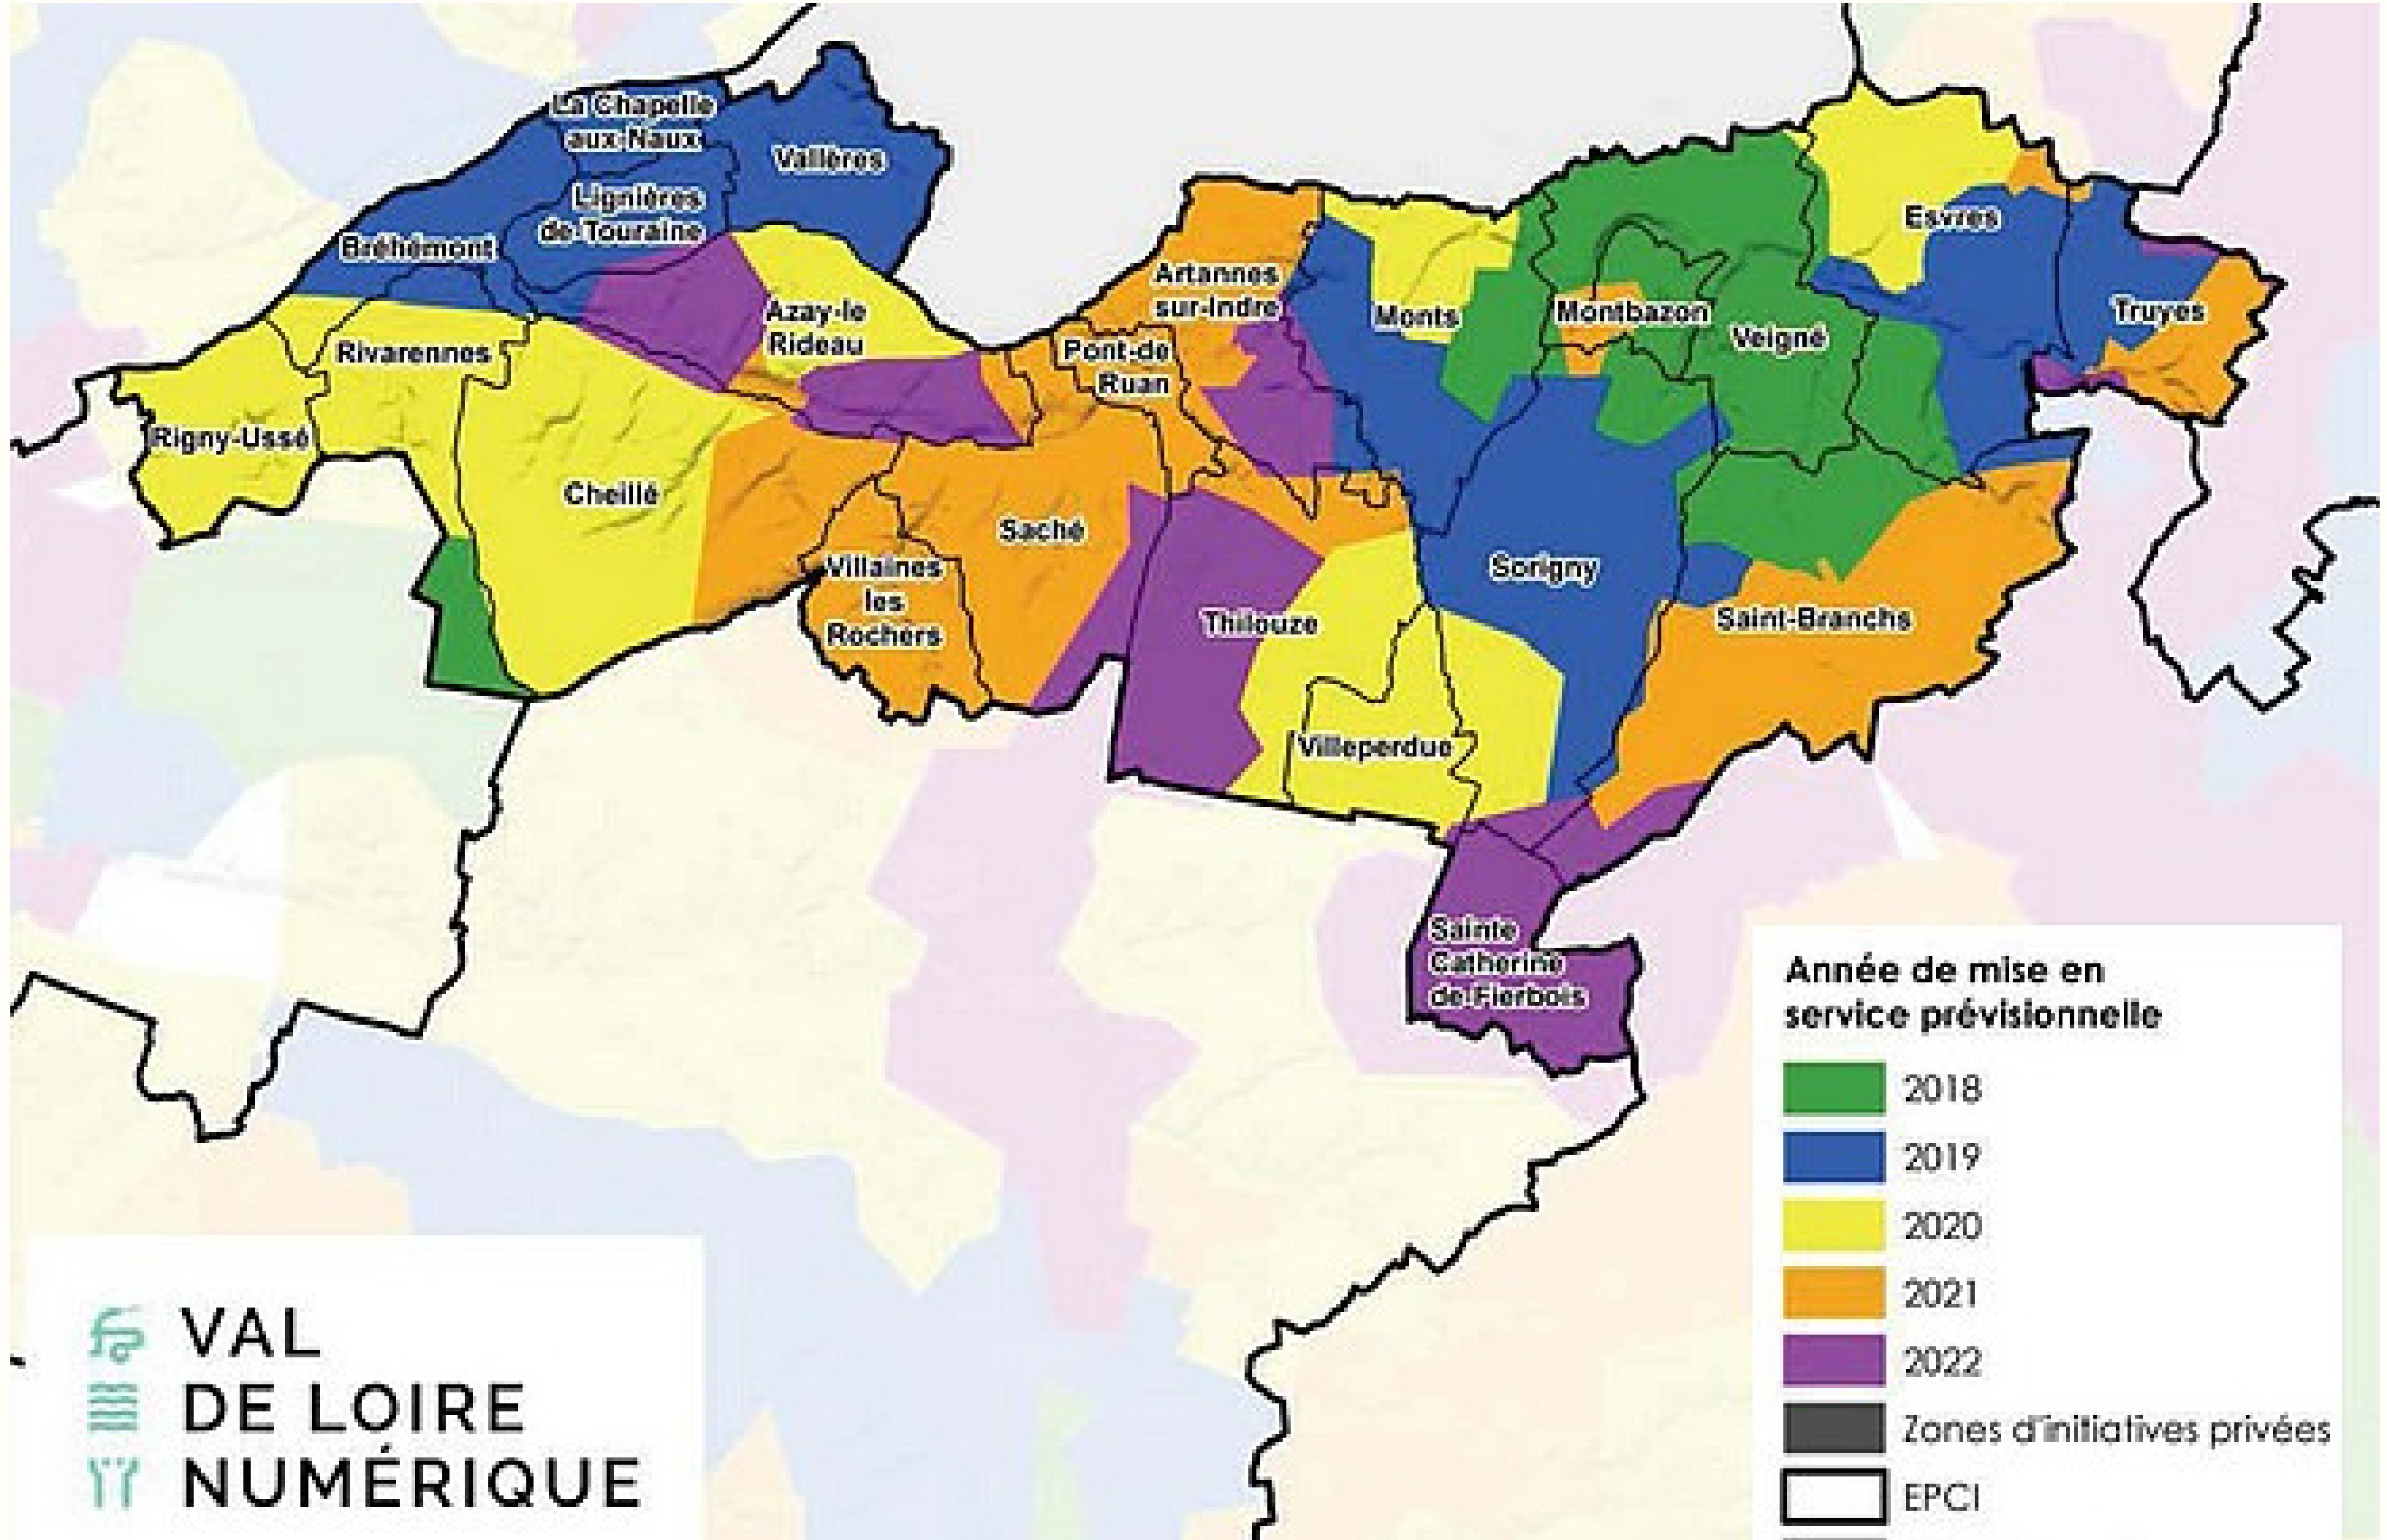 La Chapelle
aux-Naux
Vallères
Lignières
de-Touraine
Bréhémont
Esvres
Artannes
sur-Indre
Azay-le
Rideau
Monts
Montbazon
Truyes
Veigné
Rivarennes
Pont-de
Ruan
Rigny-Ussé
Cheillé
Saché
Villaines
les
Rochers
Sorigny
Thilouze
Saint-Branchs
Villeperdue
Sainte
Catherine
de-Fierbois
Année de mise en
service prévisionnelle
2018
2019
2020
2021
2022
Zones d'initiatives privées
EPCI
VAL
DE LOIRE
NUMÉRIQUE